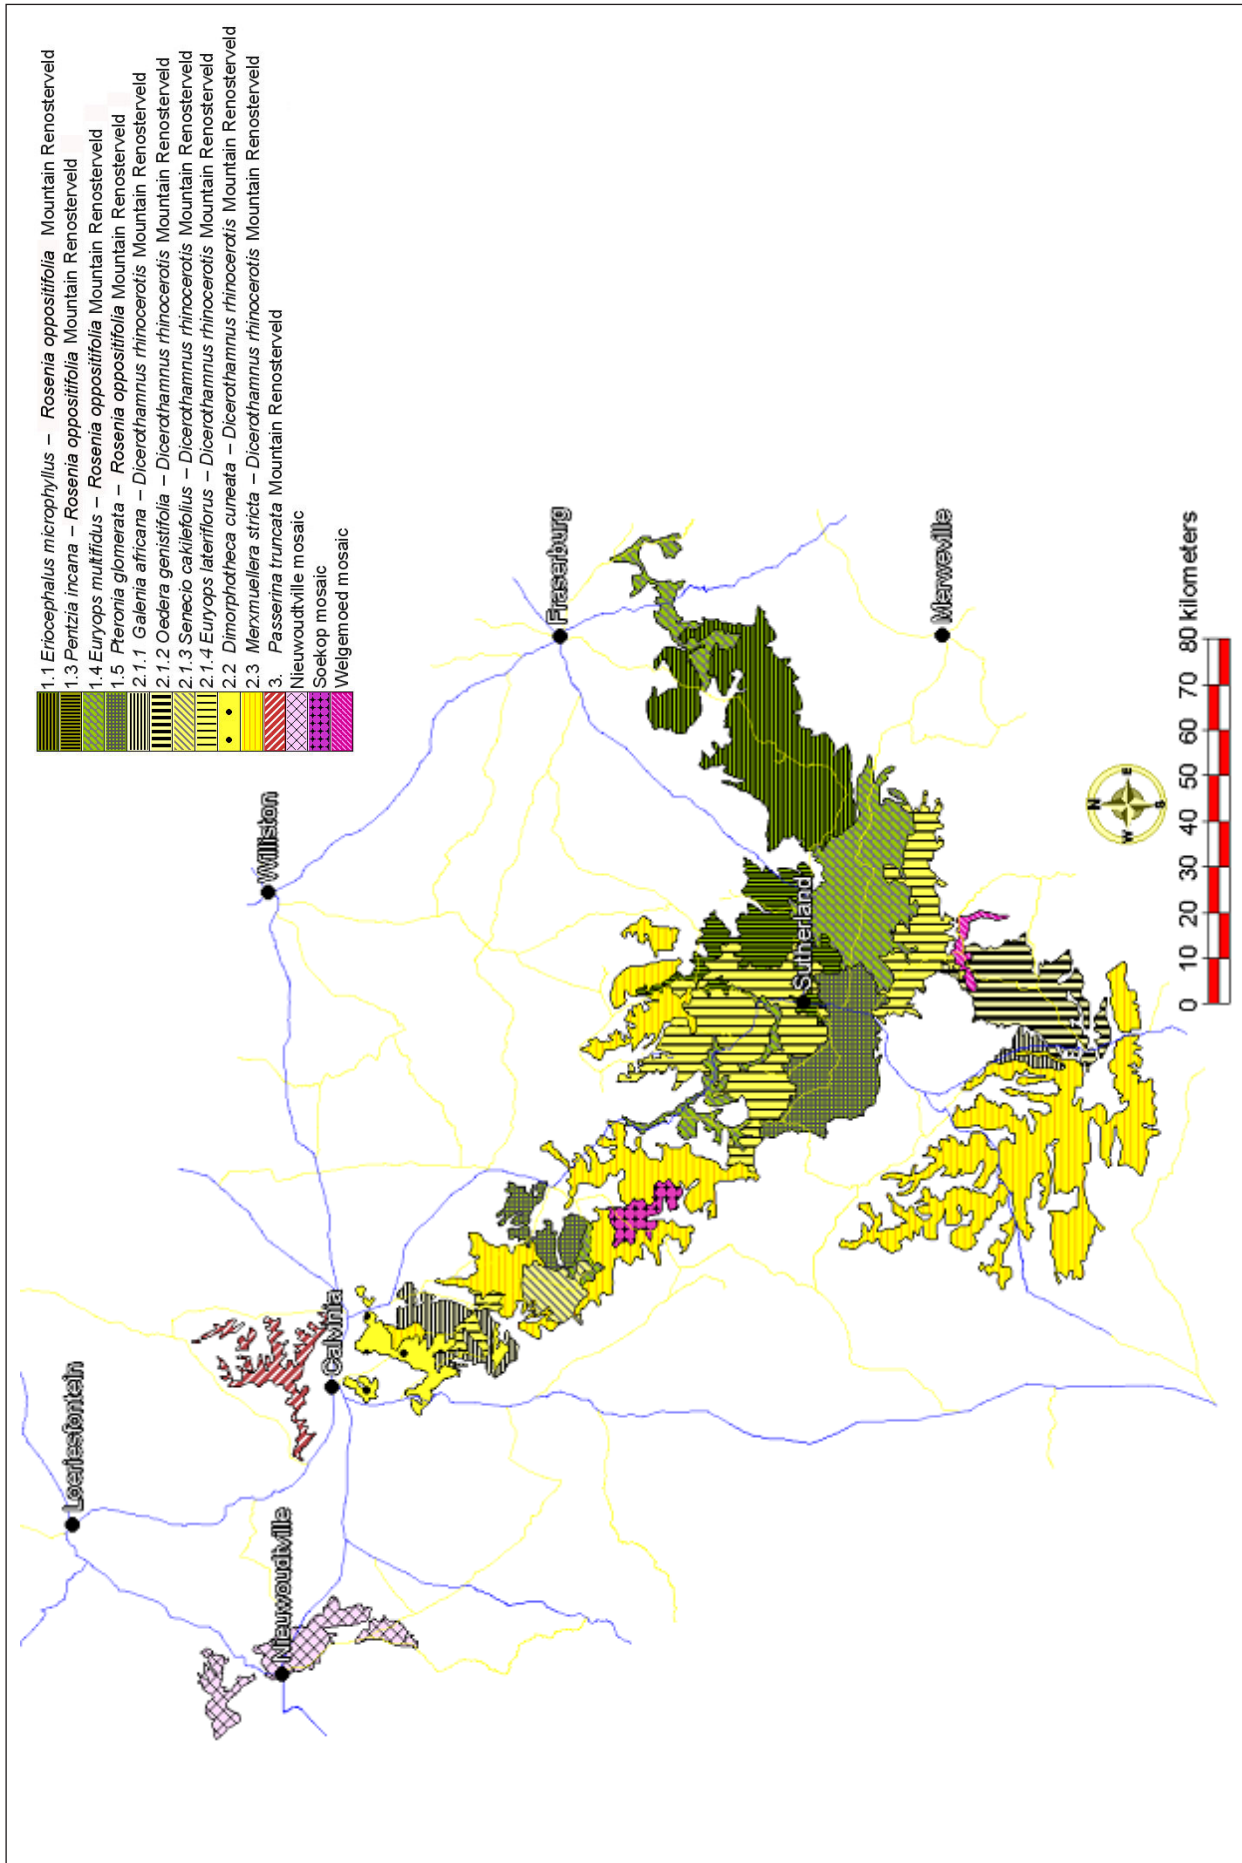 1.1 Eriocephalus microphyllus – Rosenia oppositifolia Mountain Renosterveld
1.3 Pentzia incana – Rosenia oppositifolia Mountain Renosterveld
1.4 Euryops multifidus – Rosenia oppositifolia Mountain Renosterveld
1.5 Pteronia glomerata – Rosenia oppositifolia Mountain Renosterveld
2.1.1 Galenia africana – Dicerothamnus rhinocerotis Mountain Renosterveld
2.1.2 Oedera genistifolia – Dicerothamnus rhinocerotis Mountain Renosterveld
2.1.3 Senecio cakilefolius – Dicerothamnus rhinocerotis Mountain Renosterveld
2.1.4 Euryops lateriflorus – Dicerothamnus rhinocerotis Mountain Renosterveld
2.2 Dimorphotheca cuneata – Dicerothamnus rhinocerotis Mountain Renosterveld
2.3 Merxmuellera stricta – Dicerothamnus rhinocerotis Mountain Renosterveld
3. Passerina truncata Mountain Renosterveld
Nieuwoudtville mosaic
Soekop mosaic
Welgemoed mosaic
Loeriesfontein
Nieuwoudtville
Calvinia
Williston
Fraserburg
Sutherland
Merweville
N
W
E
S
0 10 20 30 40 50 60 70 80 kilometers